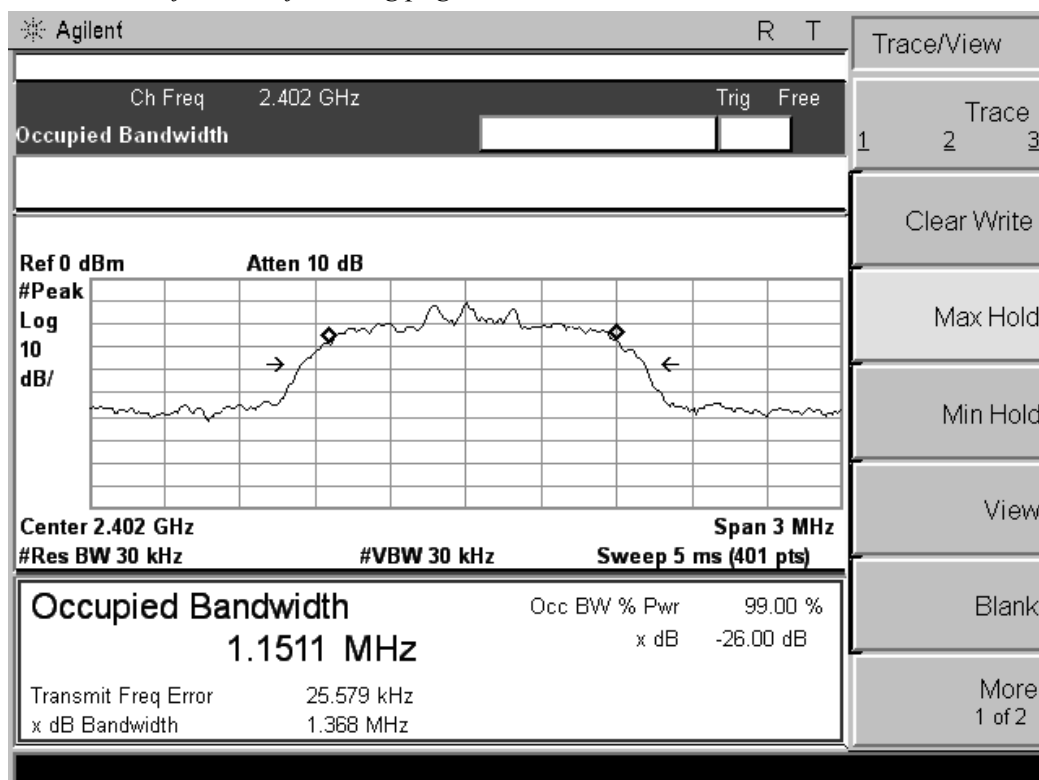 Agilent R T
Trace/View
Ch Freq 2.402 GHz Trig Free
Occupied Bandwidth
Trace
1 2 3
Clear Write
Ref 0 dBm Atten 10 dB
#Peak
Log
10
dB/
Max Hold
Min Hold
View
Center 2.402 GHz Span 3 MHz
#Res BW 30 kHz #VBW 30 kHz Sweep 5 ms (401 pts)
Occupied Bandwidth
1.1511 MHz
Occ BW % Pwr 99.00 %
x dB -26.00 dB
Transmit Freq Error 25.579 kHz
x dB Bandwidth 1.368 MHz
Blank
More
1 of 2